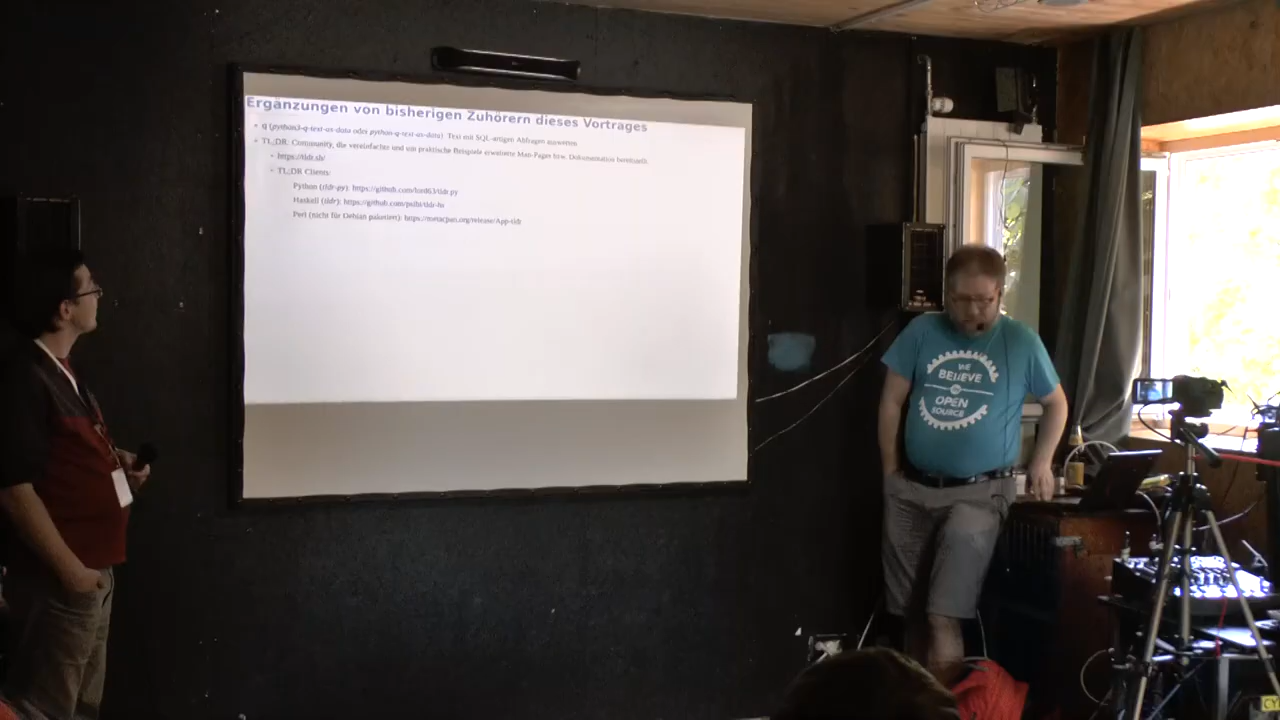 Ergänzungen von bisherigen Zuhörern dieses Vortrages
q (python3-q-text-as-data oder python-q-text-as-data) Text mit SQL-artigen Abfragen auswerten
TL;DR: Community, die vereinfachte und um praktische Beispiele erweiterte Man-Pages bzw. Dokumentation bereitstellt.
https://tldr.sh/
TL;DR Clients:
Python (tldr-py): https://github.com/lord63/tldr.py
Haskell (tldr): https://github.com/psibi/tldr-hs
Perl (nicht für Debian paketiert): https://metacpan.org/release/App-tldr
WE
BELIEVE
IN
OPEN
SOURCE